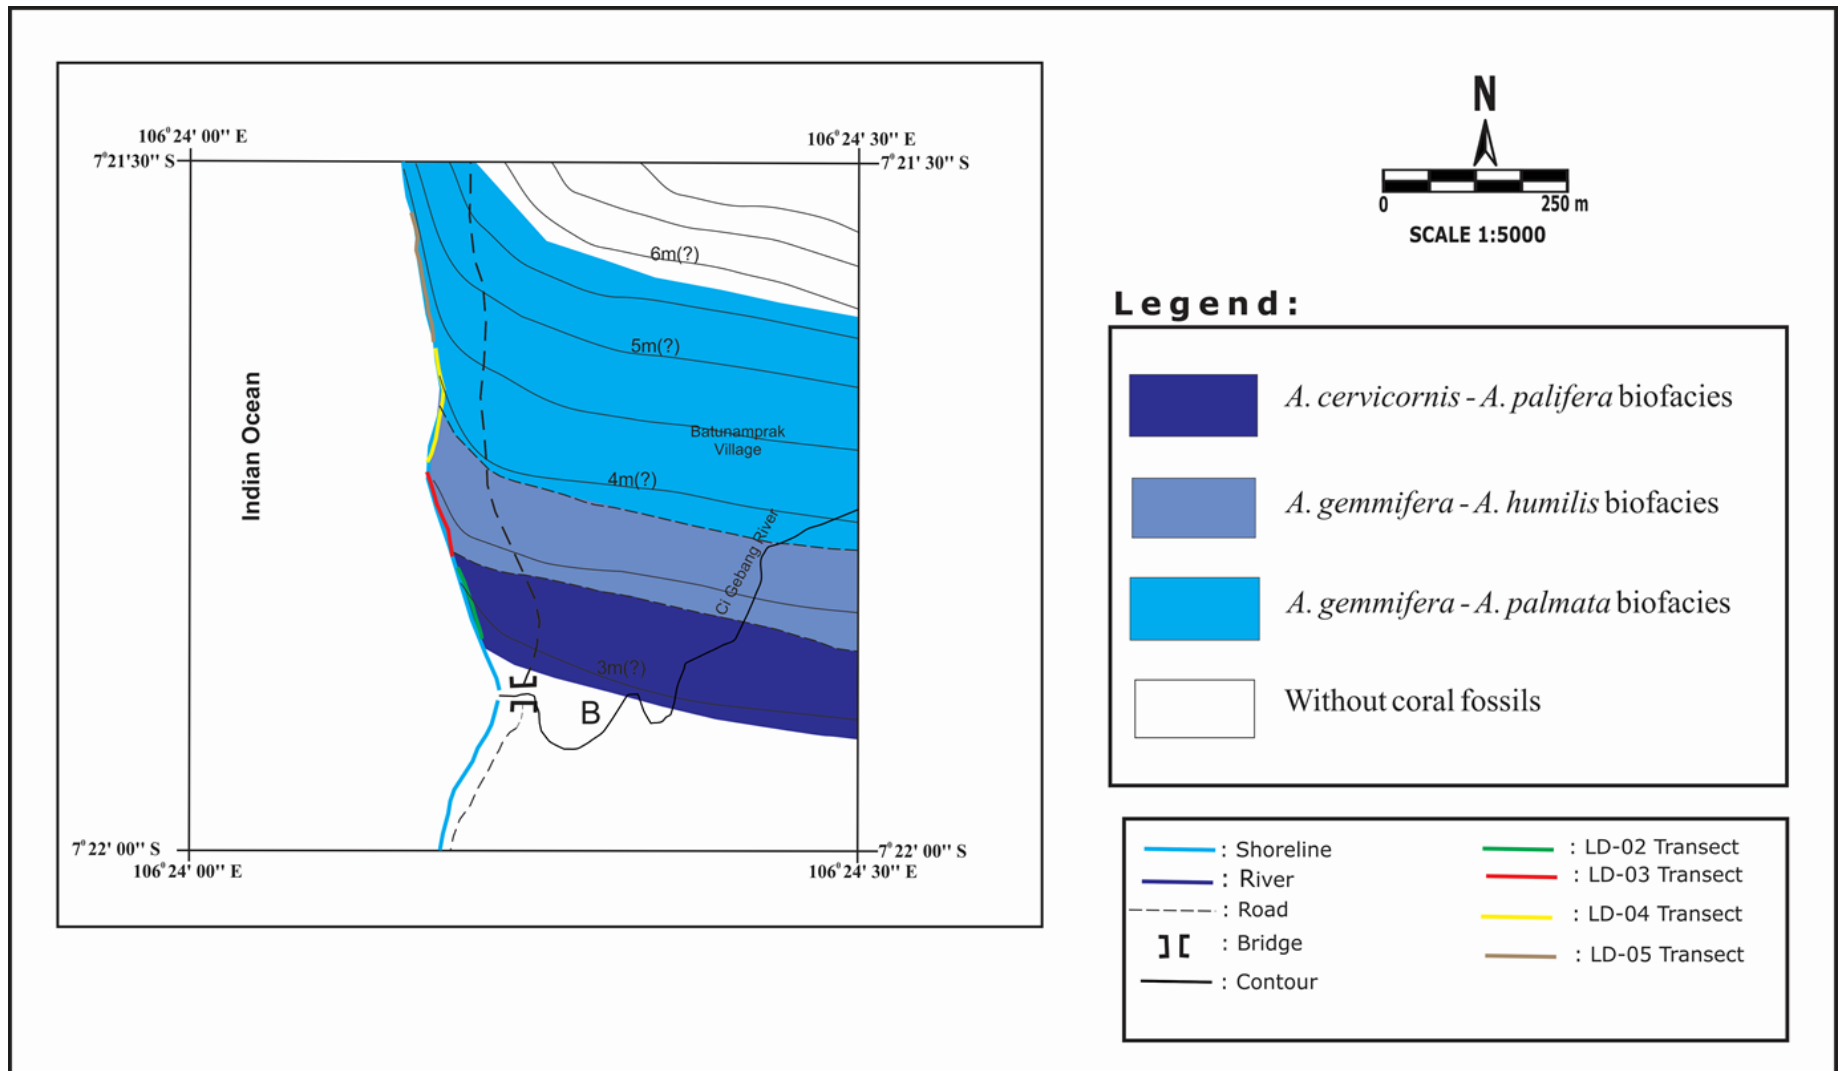 106° 24' 00" E
106° 24' 30" E
7° 21'30" S
7° 21' 30" S
Indian Ocean
6m(?)
5m(?)
Batunamprak
Village
4m(?)
Ci Gebang River
3m(?)
B
7° 22' 00" S
7° 22' 00" S
106° 24' 00" E
106° 24' 30" E
N
0 250 m
SCALE 1:5000
Legend:
A. cervicornis - A. palifera biofacies
A. gemmifera - A. humilis biofacies
A. gemmifera - A. palmata biofacies
Without coral fossils
: Shoreline
: River
: Road
: Bridge
: Contour
: LD-02 Transect
: LD-03 Transect
: LD-04 Transect
: LD-05 Transect